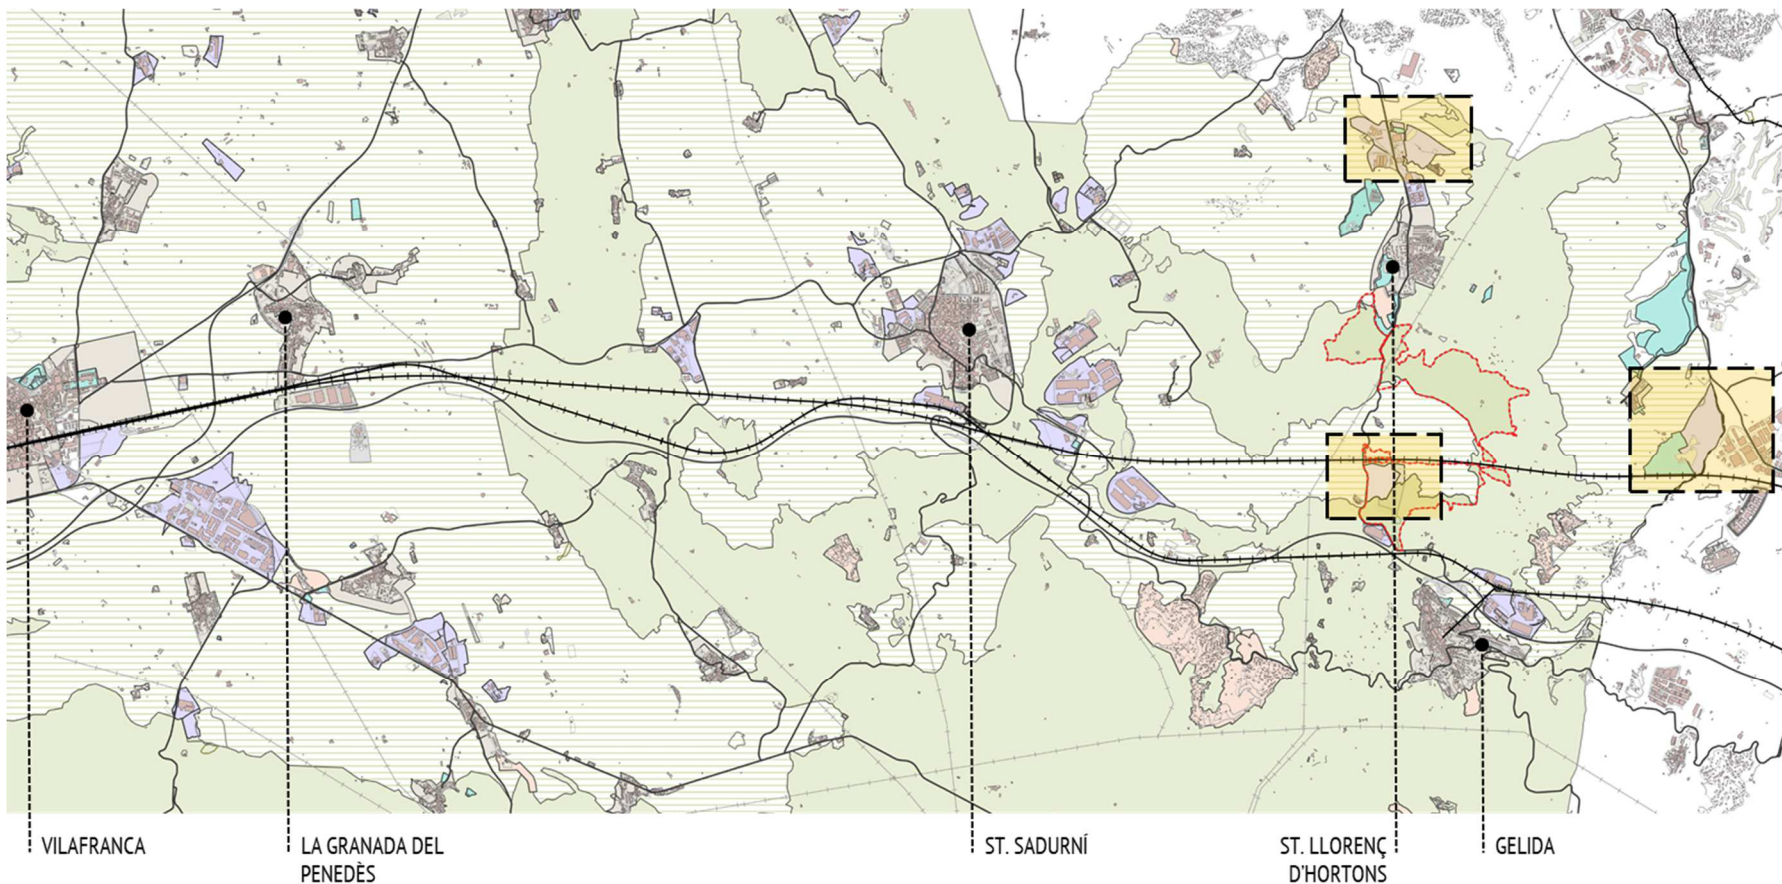 VILAFRANCA
LA GRANADA DEL
PENEDÈS
ST. SADURNÍ
ST. LLORENÇ
D'HORTONS
GELIDA